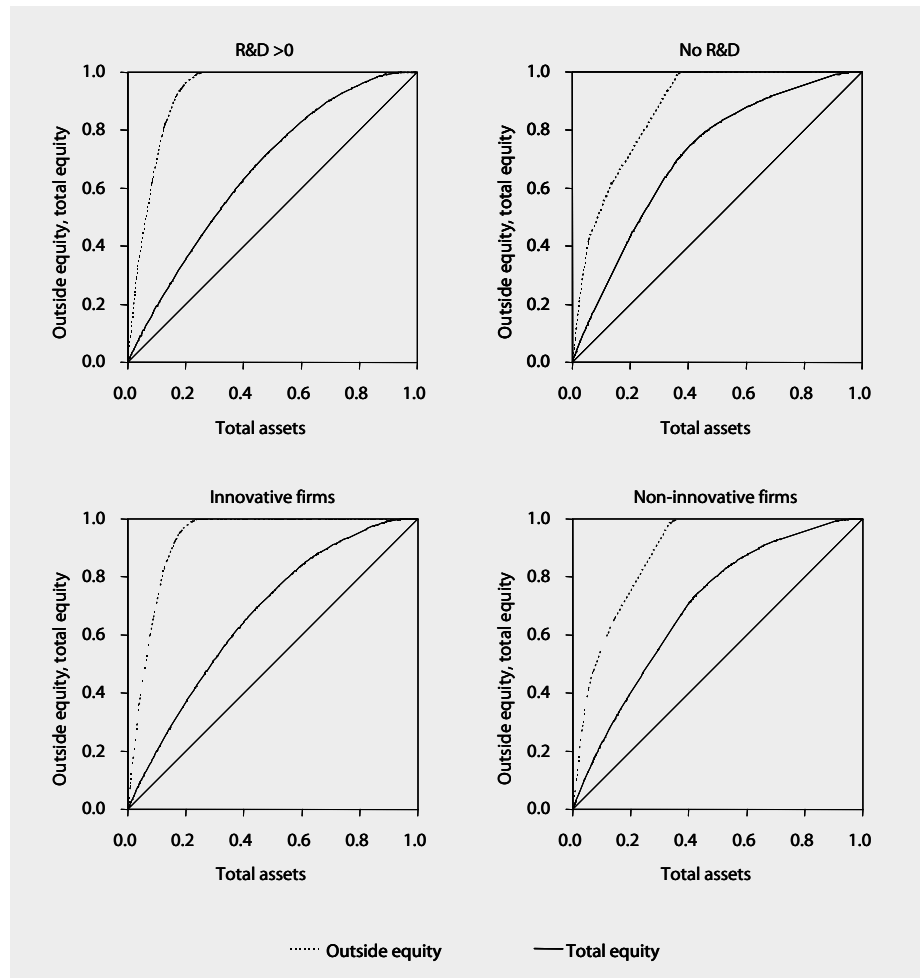 R&D >0
Outside equity, total equity
1.0
0.8
0.6
0.4
0.2
0.0
0.0 0.2 0.4 0.6 0.8 1.0
Total assets
No R&D
Outside equity, total equity
1.0
0.8
0.6
0.4
0.2
0.0
0.0 0.2 0.4 0.6 0.8 1.0
Total assets
Innovative firms
Outside equity, total equity
1.0
0.8
0.6
0.4
0.2
0.0
0.0 0.2 0.4 0.6 0.8 1.0
Total assets
Non-innovative firms
Outside equity, total equity
1.0
0.8
0.6
0.4
0.2
0.0
0.0 0.2 0.4 0.6 0.8 1.0
Total assets
Outside equity
Total equity